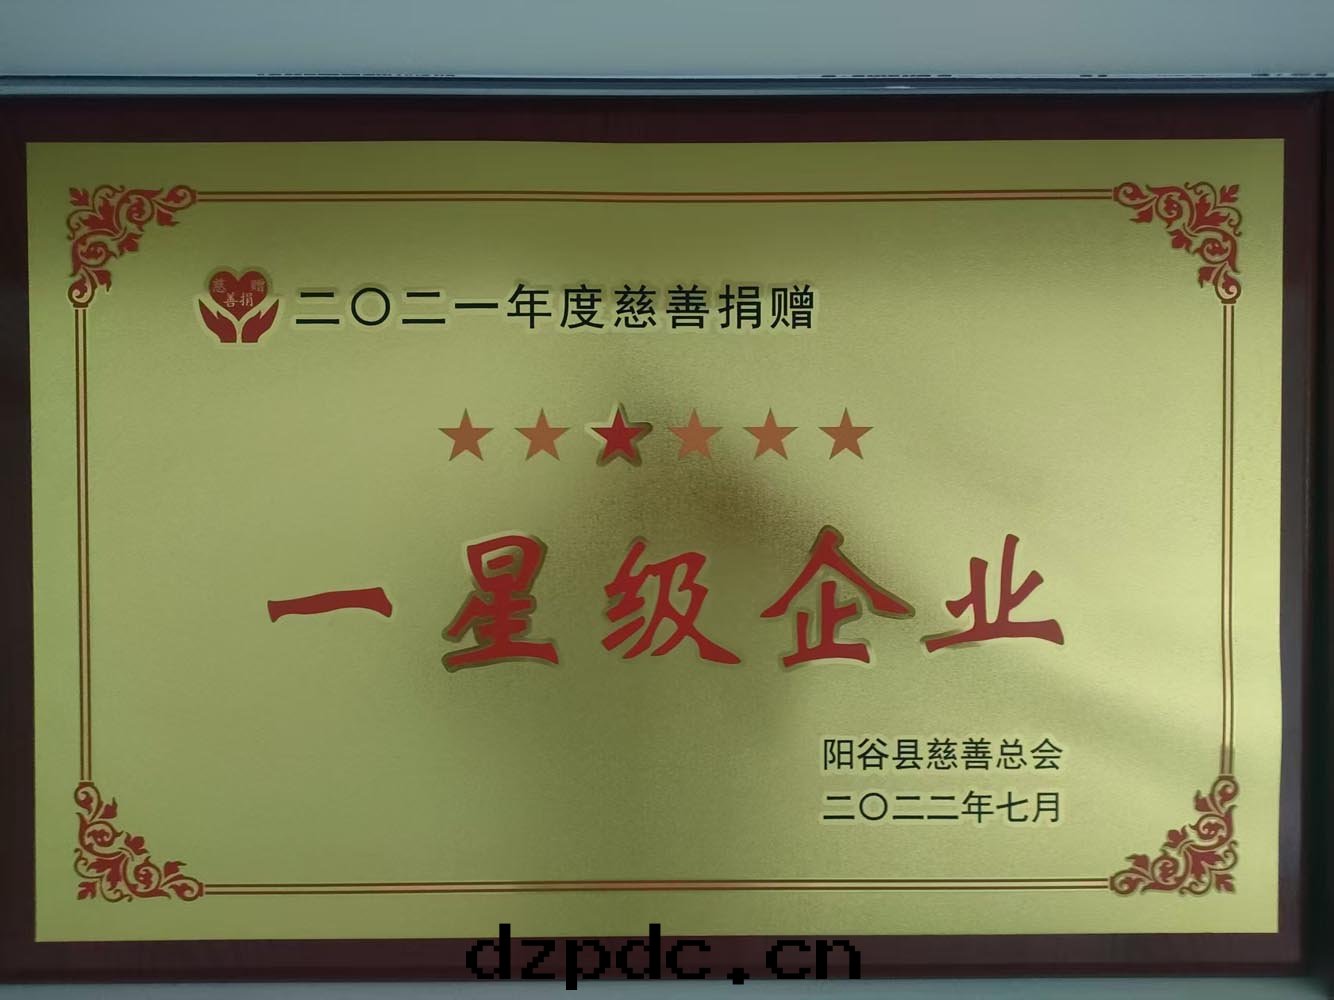 慈善捐赠
二〇二一年度慈善捐赠
一星级企业
阳谷县慈善总会
二〇二二年七月
dzpdc.cn